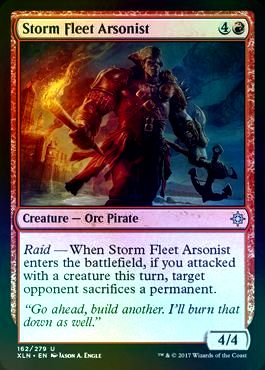 Storm Fleet Arsonist 4
Creature — Orc Pirate
Raid — When Storm Fleet Arsonist
enters the battlefield, if you attacked
with a creature this turn, target
opponent sacrifices a permanent.
"Go ahead, build another. I'll burn that
down as well."
4/4
162/279 U
XLN • EN JASON A. ENGLE
™ & © 2017 Wizards of the Coast